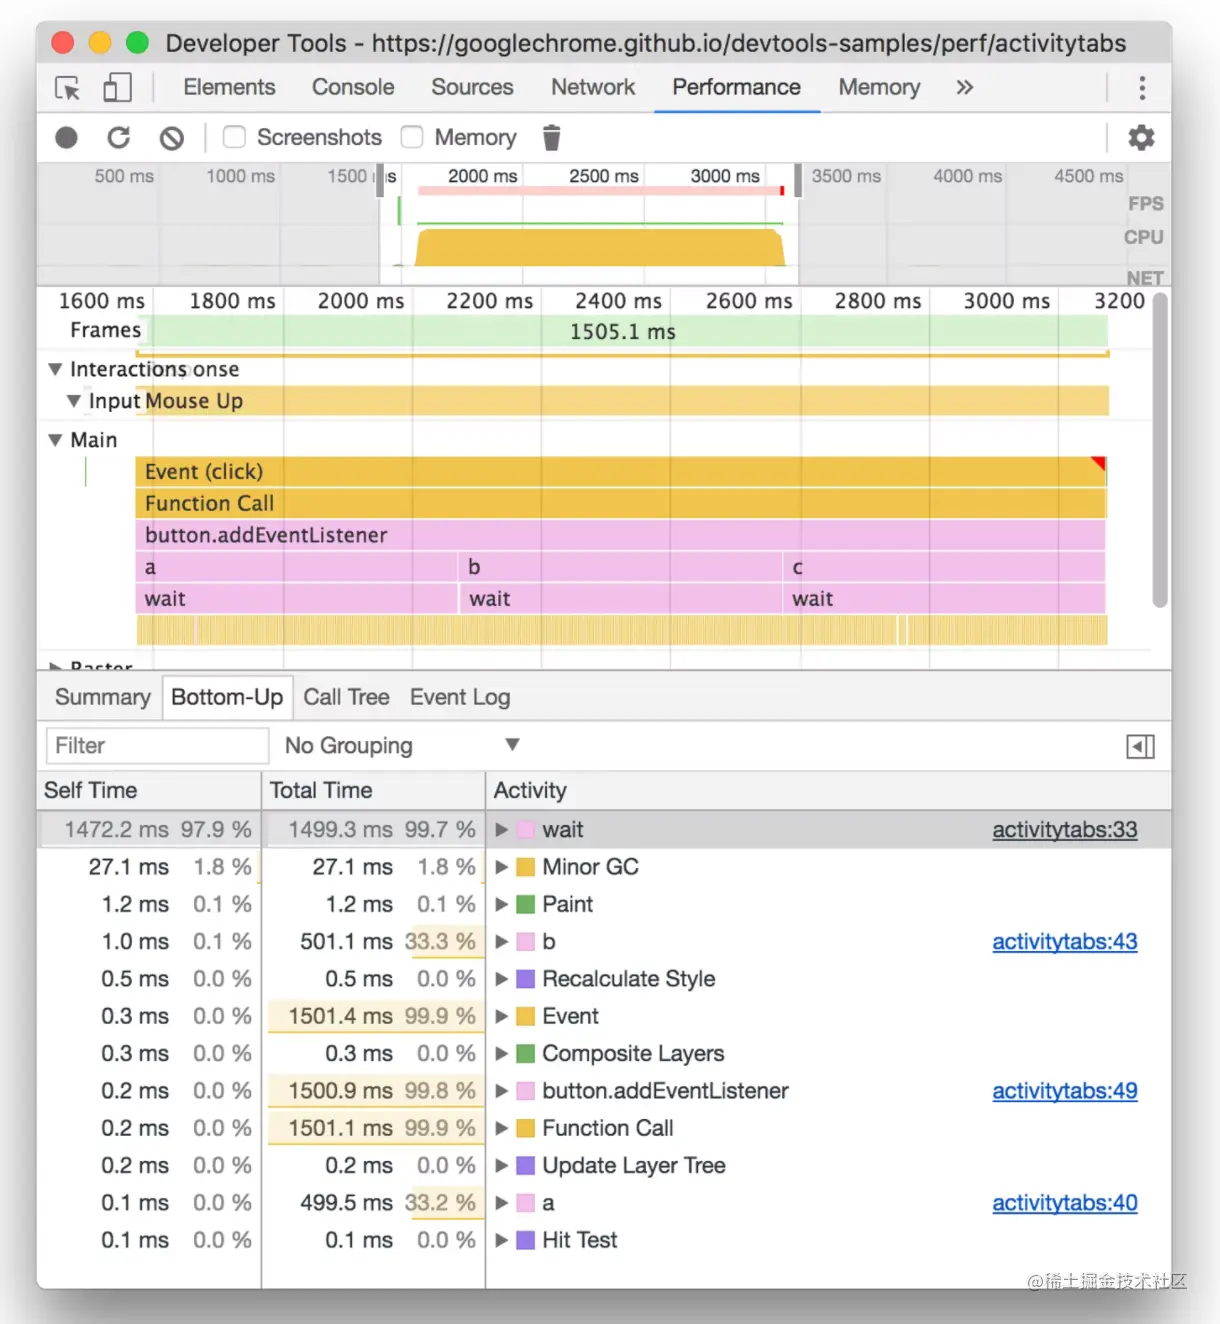 Developer Tools - https://googlechrome.github.io/devtools-samples/perf/activitytabs
Elements Console Sources Network Performance Memory »
Screenshots Memory
500 ms 1000 ms 1500 ms 2000 ms 2500 ms 3000 ms 3500 ms 4000 ms 4500 ms
FPS
CPU
NET
1600 ms 1800 ms 2000 ms 2200 ms 2400 ms 2600 ms 2800 ms 3000 ms 3200
Frames 1505.1 ms
Interactions onse
Input Mouse Up
Main
Event (click)
Function Call
button.addEventListener
a b c
wait wait wait
Raster
Summary Bottom-Up Call Tree Event Log
Filter No Grouping
Self Time Total Time Activity
1472.2 ms 97.9 % 1499.3 ms 99.7 % wait activitytabs:33
27.1 ms 1.8 % 27.1 ms 1.8 % Minor GC
1.2 ms 0.1 % 1.2 ms 0.1 % Paint
1.0 ms 0.1 % 501.1 ms 33.3 % b activitytabs:43
0.5 ms 0.0 % 0.5 ms 0.0 % Recalculate Style
0.3 ms 0.0 % 1501.4 ms 99.9 % Event
0.3 ms 0.0 % 0.3 ms 0.0 % Composite Layers
0.2 ms 0.0 % 1500.9 ms 99.8 % button.addEventListener activitytabs:49
0.2 ms 0.0 % 1501.1 ms 99.9 % Function Call
0.2 ms 0.0 % 0.2 ms 0.0 % Update Layer Tree
0.1 ms 0.0 % 499.5 ms 33.2 % a activitytabs:40
0.1 ms 0.0 % 0.1 ms 0.0 % Hit Test
@稀土掘金技术社区